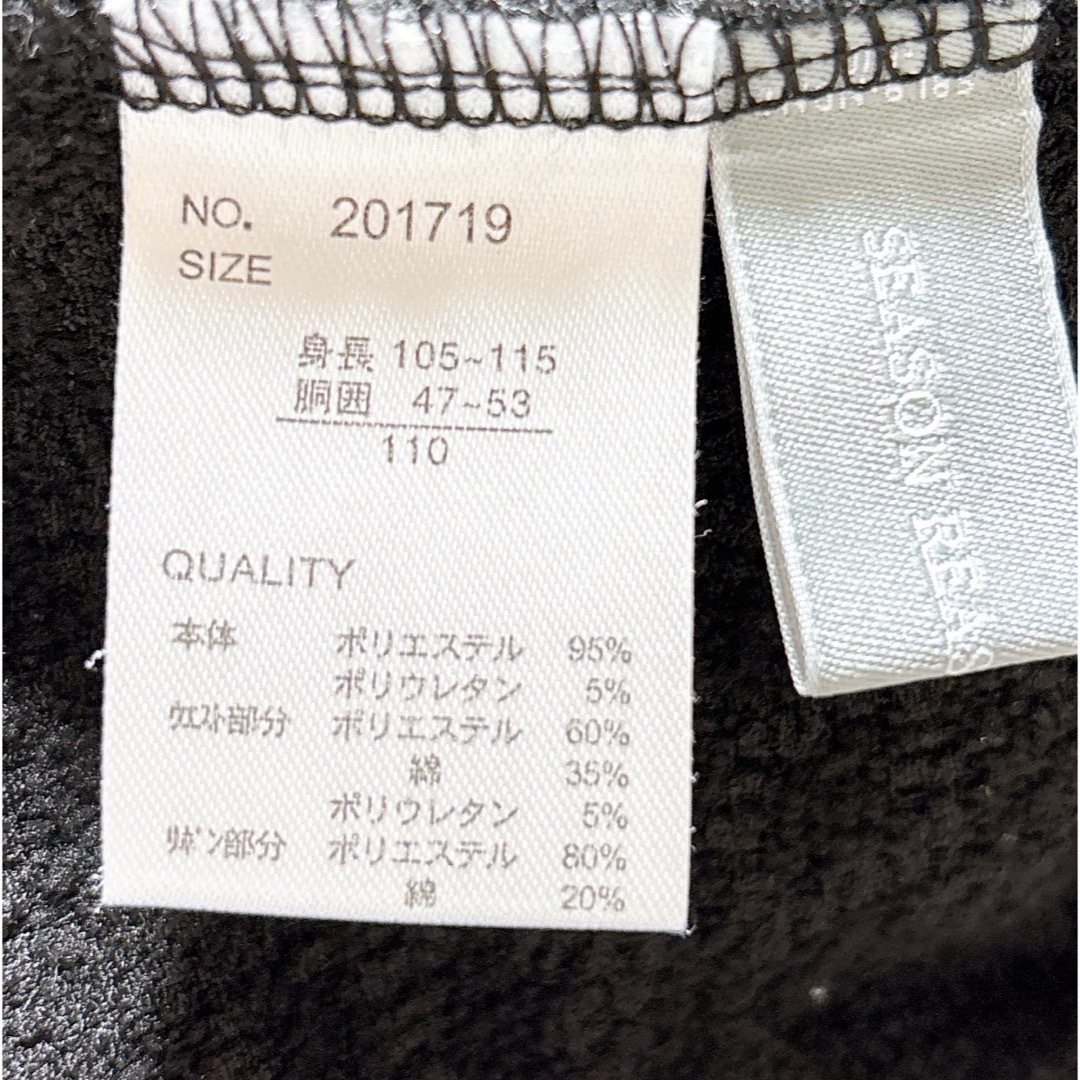 NO. 201719
SIZE
身長 105~115
胴囲 47~53
110
QUALITY
本体 ポリエステル 95%
ポリウレタン 5%
ウエスト部分 ポリエステル 60%
綿 35%
ポリウレタン 5%
リボン部分 ポリエステル 80%
綿 20%
SEASON REAS